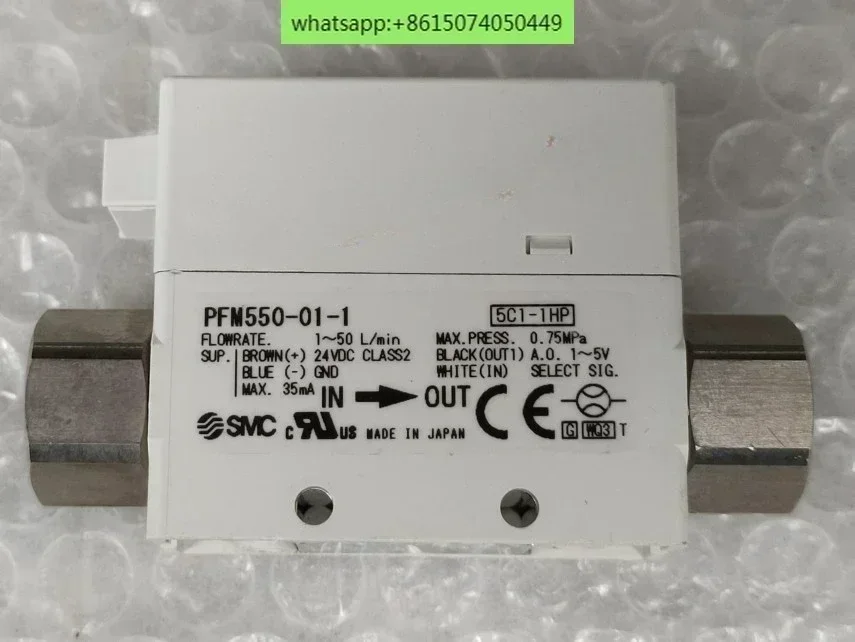 whatsapp:+8615074050449
PFM550-01-1
5C1-1HP
FLOWRATE. 1~50 L/min
SUP. BROWN(+) 24VDC CLASS2
BLUE (-) GND
MAX. 35mA
MAX.PRESS. 0.75MPa
BLACK(OUT1) A.O. 1~5V
WHITE(IN) SELECT SIG.
IN OUT
SMC c RU US MADE IN JAPAN
CE
G WQ3 T